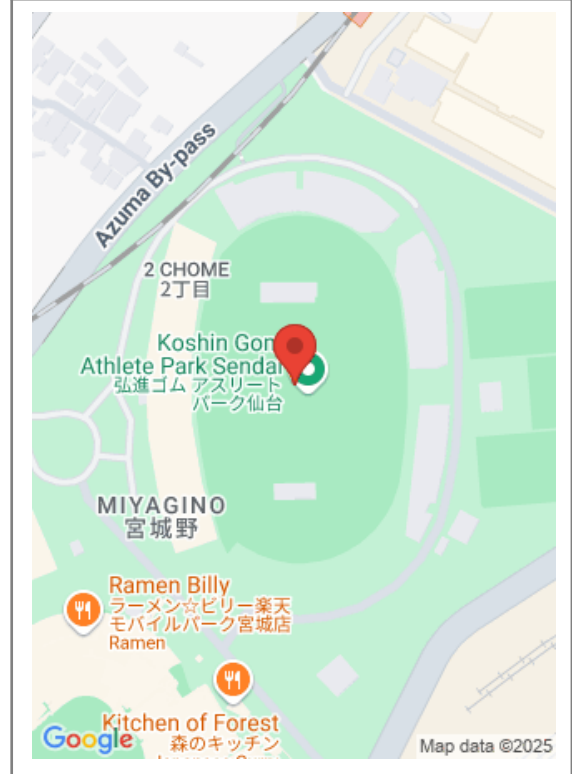 Azuma By-pass
2 CHOME
2丁目
Koshin Gom
Athlete Park Sendai
弘進ゴム アスリート
パーク仙台
MIYAGINO
宮城野
Ramen Billy
ラーメン☆ビリー楽天
モバイルパーク宮城店
Ramen
Kitchen of Forest
森のキッチン
Google
Map data ©2025